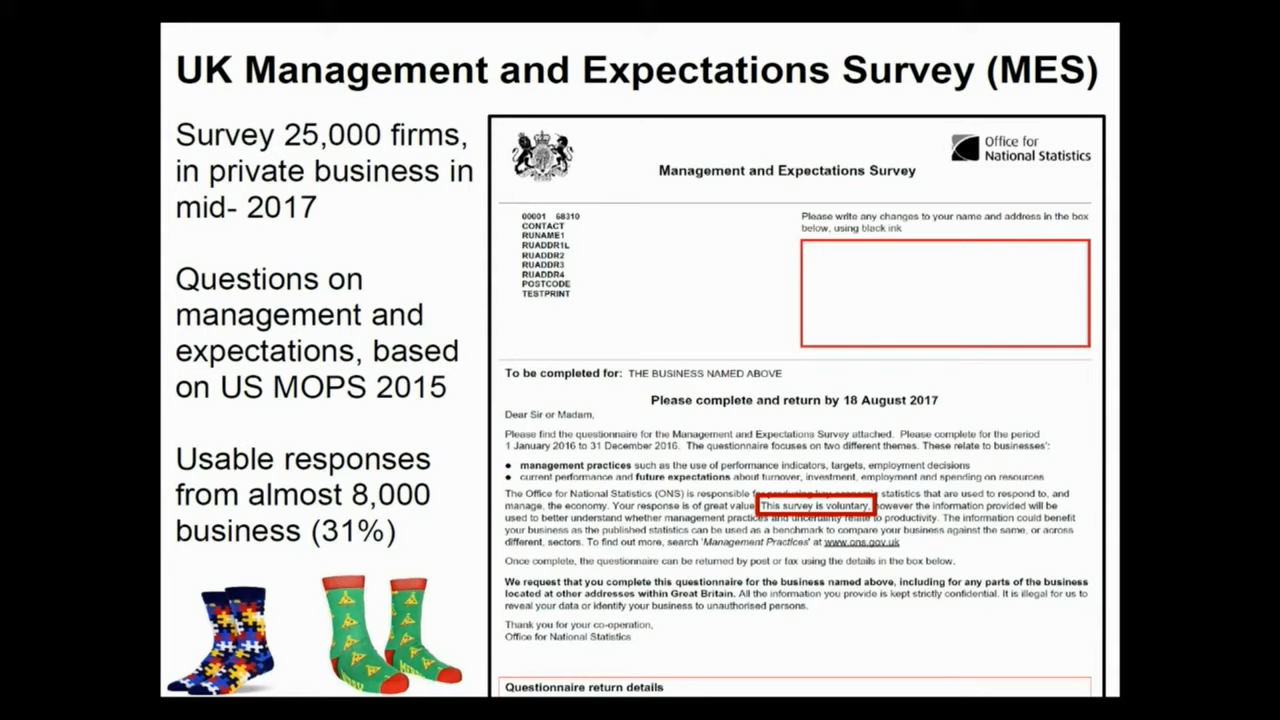 UK Management and Expectations Survey (MES)
Survey 25,000 firms,
in private business in
mid- 2017
Questions on
management and
expectations, based
on US MOPS 2015
Usable responses
from almost 8,000
business (31%)
Office for
National Statistics
Management and Expectations Survey
00001 68310
CONTACT
RUNAME1
RUADDR1L
RUADDR2
RUADDR3
RUADDR4
POSTCODE
TESTPRINT
Please write any changes to your name and address in the box
below, using black ink
To be completed for: THE BUSINESS NAMED ABOVE
Please complete and return by 18 August 2017
Dear Sir or Madam,
Please find the questionnaire for the Management and Expectations Survey attached. Please complete for the period
1 January 2016 to 31 December 2016. The questionnaire focuses on two different themes. These relate to businesses':
• management practices such as the use of performance indicators, targets, employment decisions
• current performance and future expectations about turnover, investment, employment and spending on resources
The Office for National Statistics (ONS) is responsible for producing key economic statistics that are used to respond to, and
manage, the economy. Your response is of great value. This survey is voluntary, however the information provided will be
used to better understand whether management practices and uncertainty relate to productivity. The information could benefit
your business as the published statistics can be used as a benchmark to compare your business against the same, or across
different, sectors. To find out more, search 'Management Practices' at www.ons.gov.uk
Once complete, the questionnaire can be returned by post or fax using the details in the box below.
We request that you complete this questionnaire for the business named above, including for any parts of the business
located at other addresses within Great Britain. All the information you provide is kept strictly confidential. It is illegal for us to
reveal your data or identify your business to unauthorised persons.
Thank you for your co-operation,
Office for National Statistics
Questionnaire return details